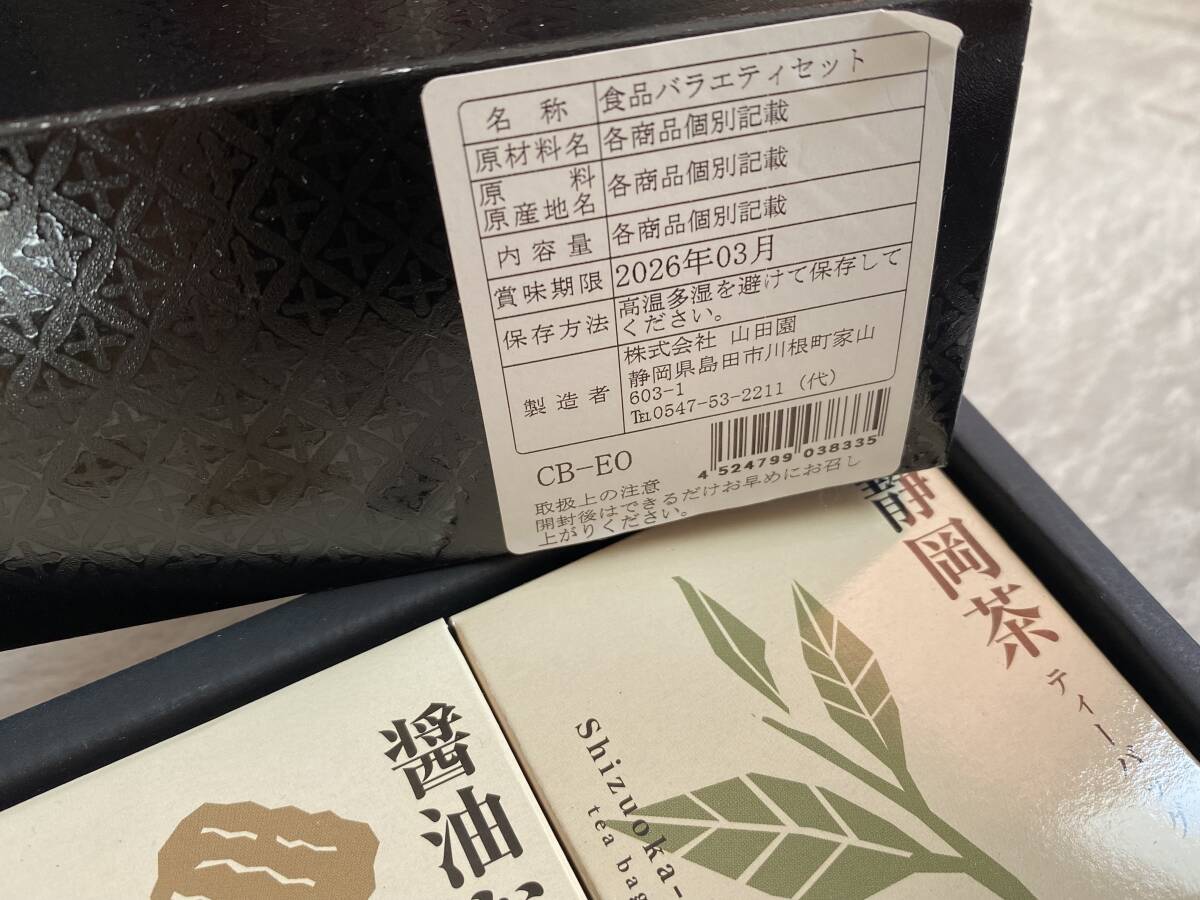 名称 食品バラエティセット
原材料名 各商品個別記載
原料
原産地名 各商品個別記載
内容量 各商品個別記載
賞味期限 2026年03月
保存方法 高温多湿を避けて保存して
ください。
製造者 株式会社 山田園
静岡県島田市川根町家山
603-1
℡0547-53-2211（代）
CB-EO
4 524799 038335
取扱上の注意
開封後はできるだけお早めにお召し
上がりください。
静岡茶
ティーバ
Shizuoka-
tea bag
醤油